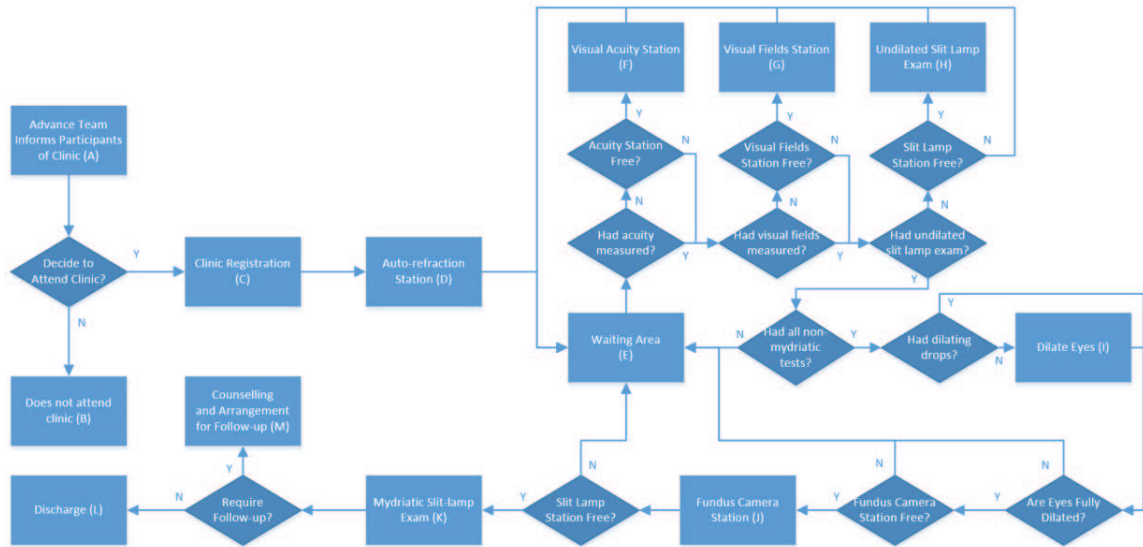 Visual Acuity Station
(F)
Visual Fields Station
(G)
Undilated Slit Lamp
Exam (H)
Y
Y
Y
Advance Team
Informs Participants
of Clinic (A)
Acuity Station
Free?
N
Visual Fields
Station Free?
N
Slit Lamp
Station Free?
N
N
N
N
Decide to
Attend Clinic?
Y
Clinic Registration
(C)
Auto-refraction
Station (D)
Had acuity
measured?
Y
Had visual fields
measured?
Y
Had undilated
slit lamp exam?
N
Y
Y
Waiting Area
(E)
N
Had all non-
mydriatic
tests?
Y
Had dilating
drops?
N
Dilate Eyes (I)
Does not attend
clinic (B)
Counselling
and Arrangement
for Follow-up (M)
Y
N
N
N
Discharge (L)
N
Require
Follow-up?
Mydriatic Slit-lamp
Exam (K)
Y
Slit Lamp
Station Free?
Fundus Camera
Station (J)
Y
Fundus Camera
Station Free?
Y
Are Eyes Fully
Dilated?